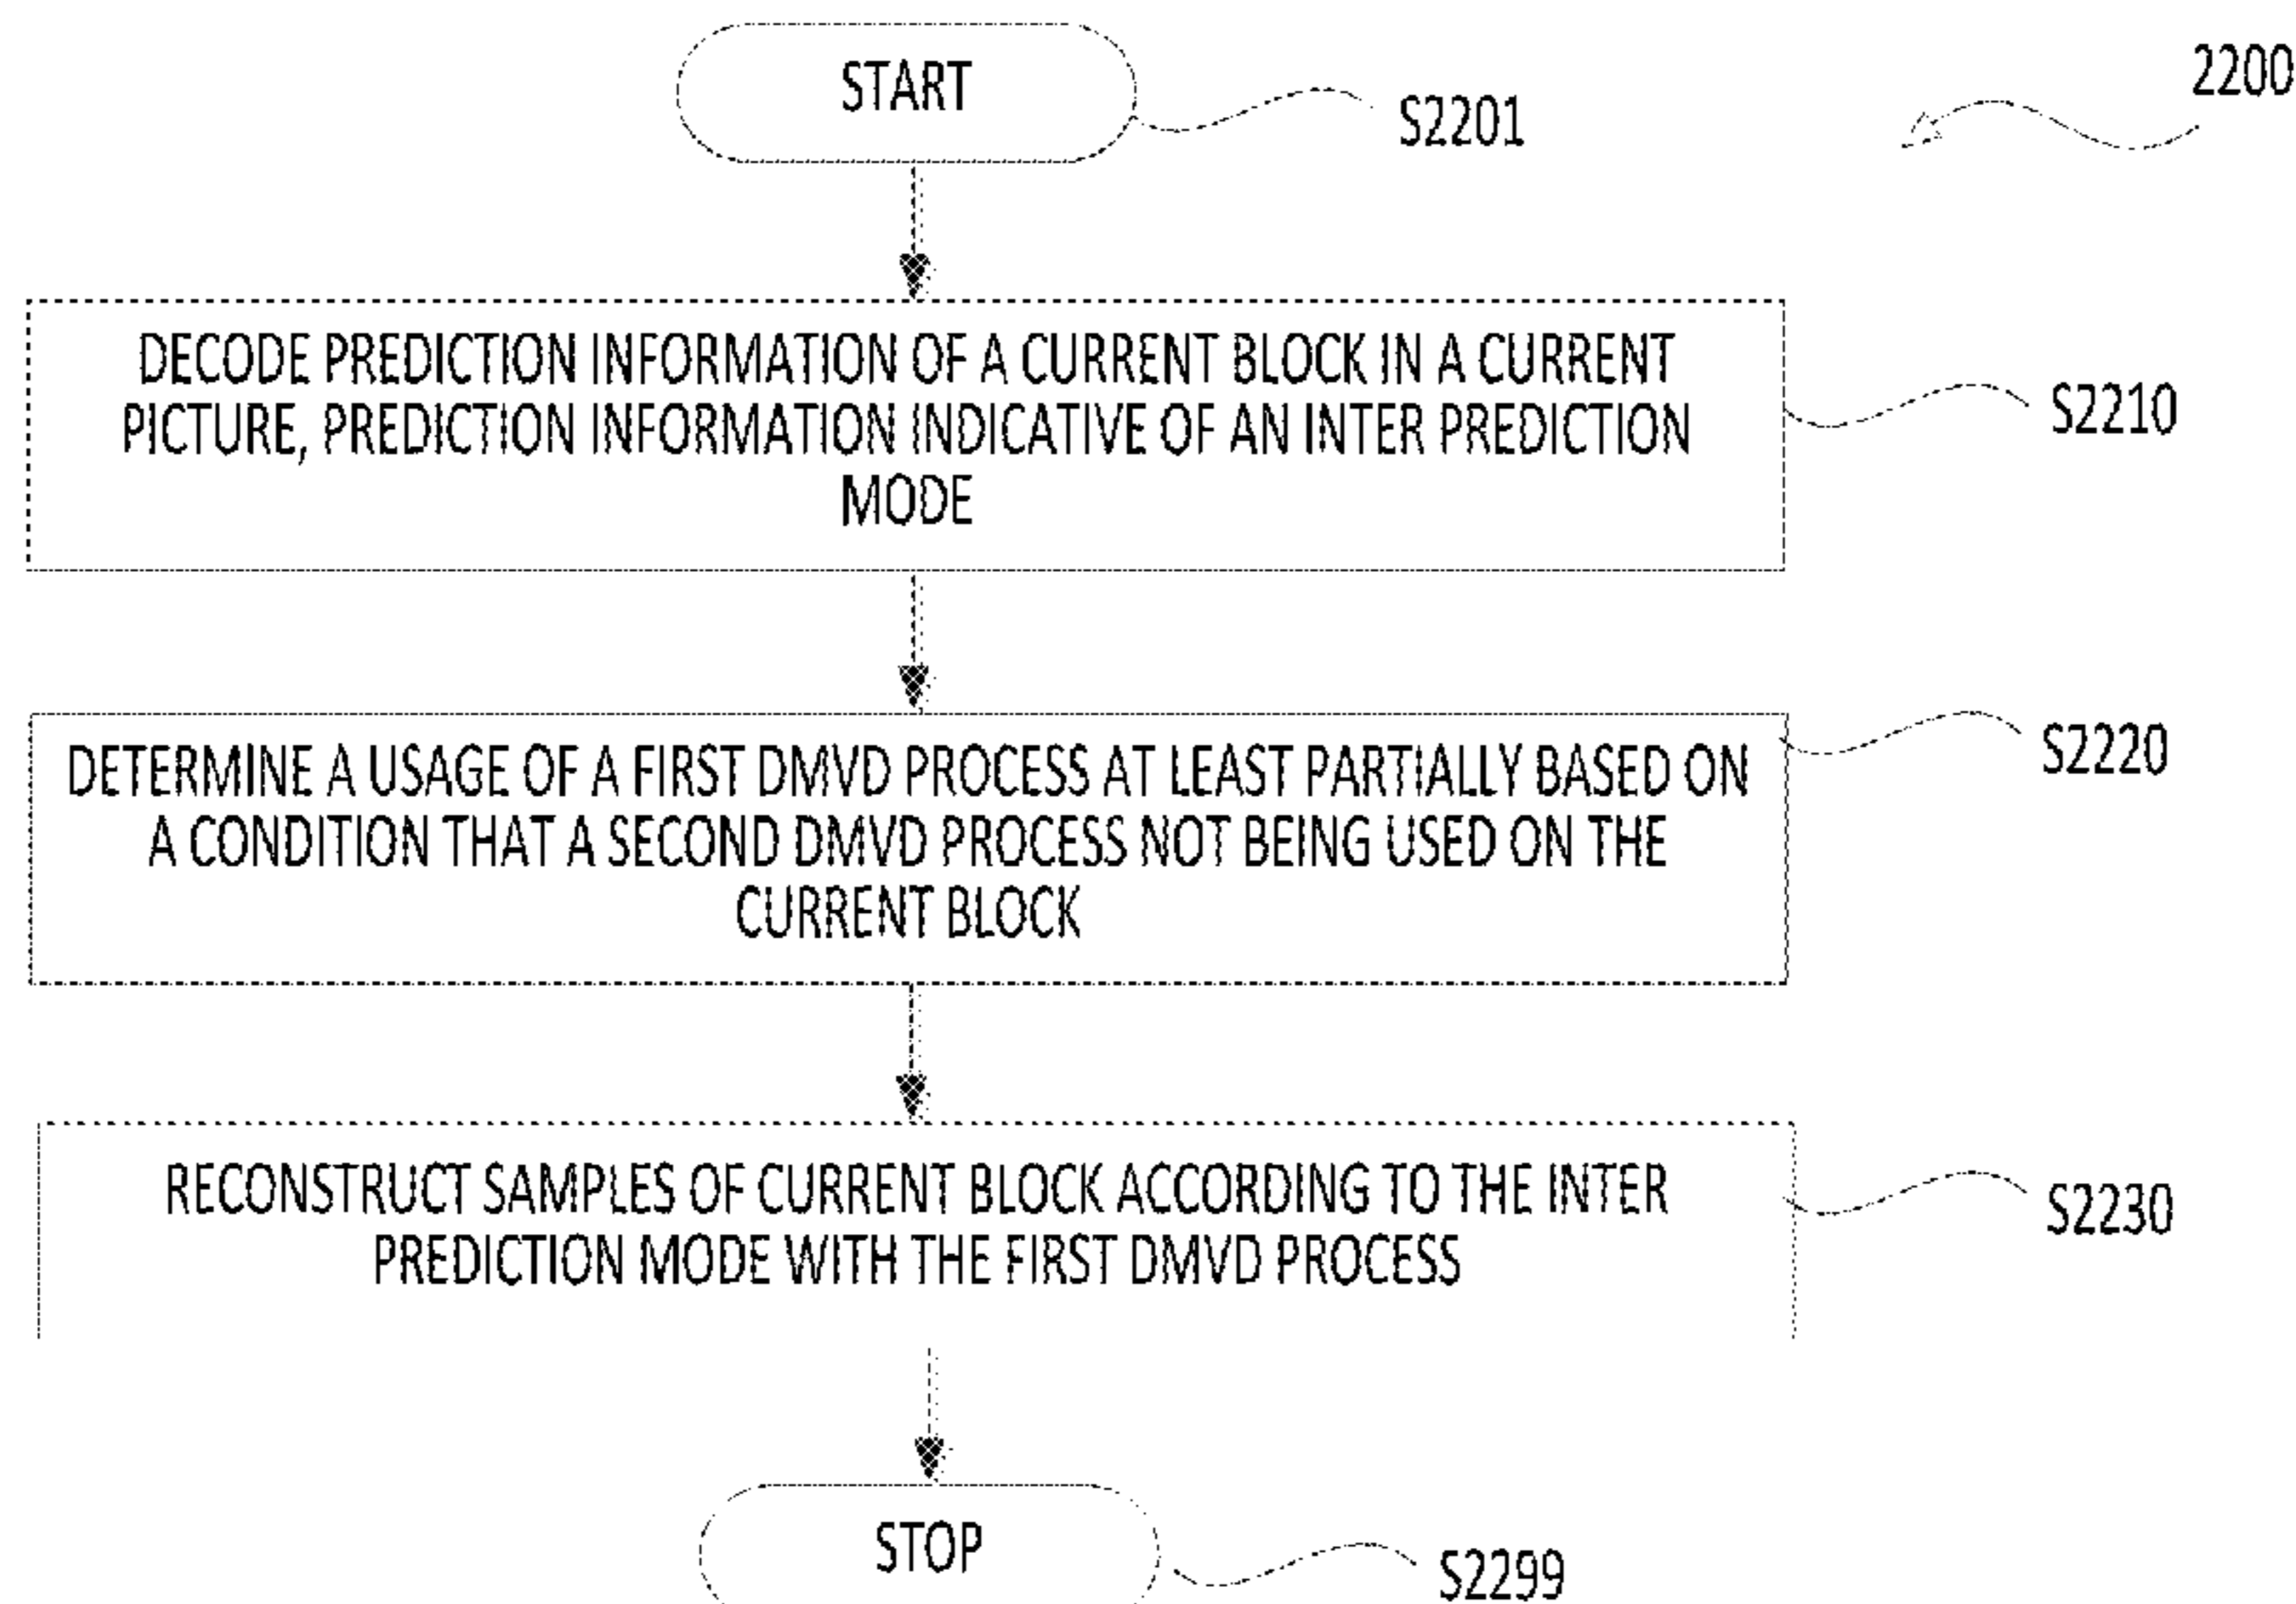 START
S2201
2200
DECODE PREDICTION INFORMATION OF A CURRENT BLOCK IN A CURRENT
PICTURE, PREDICTION INFORMATION INDICATIVE OF AN INTER PREDICTION
MODE
S2210
DETERMINE A USAGE OF A FIRST DMVD PROCESS AT LEAST PARTIALLY BASED ON
A CONDITION THAT A SECOND DMVD PROCESS NOT BEING USED ON THE
CURRENT BLOCK
S2220
RECONSTRUCT SAMPLES OF CURRENT BLOCK ACCORDING TO THE INTER
PREDICTION MODE WITH THE FIRST DMVD PROCESS
S2230
STOP
S2299